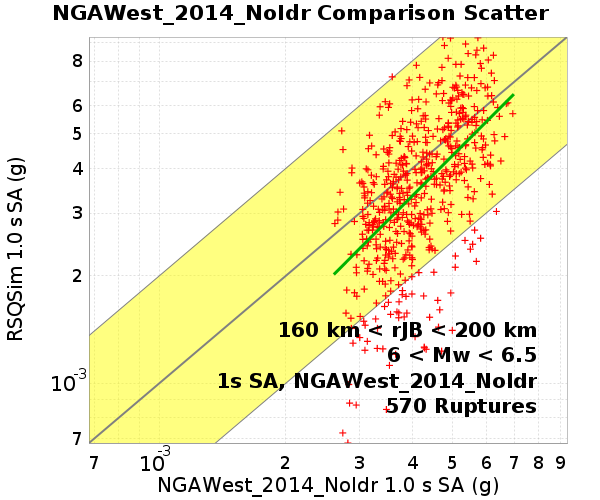 NGAWest_2014_NoIdr Comparison Scatter
RSQSim 1.0 s SA (g)
8
6
5
4
3
2
10⁻³
7
160 km < rJB < 200 km
6 < Mw < 6.5
1s SA, NGAWest_2014_NoIdr
570 Ruptures
7 10⁻³ 2 3 4 5 6 7 8 9
NGAWest_2014_NoIdr 1.0 s SA (g)